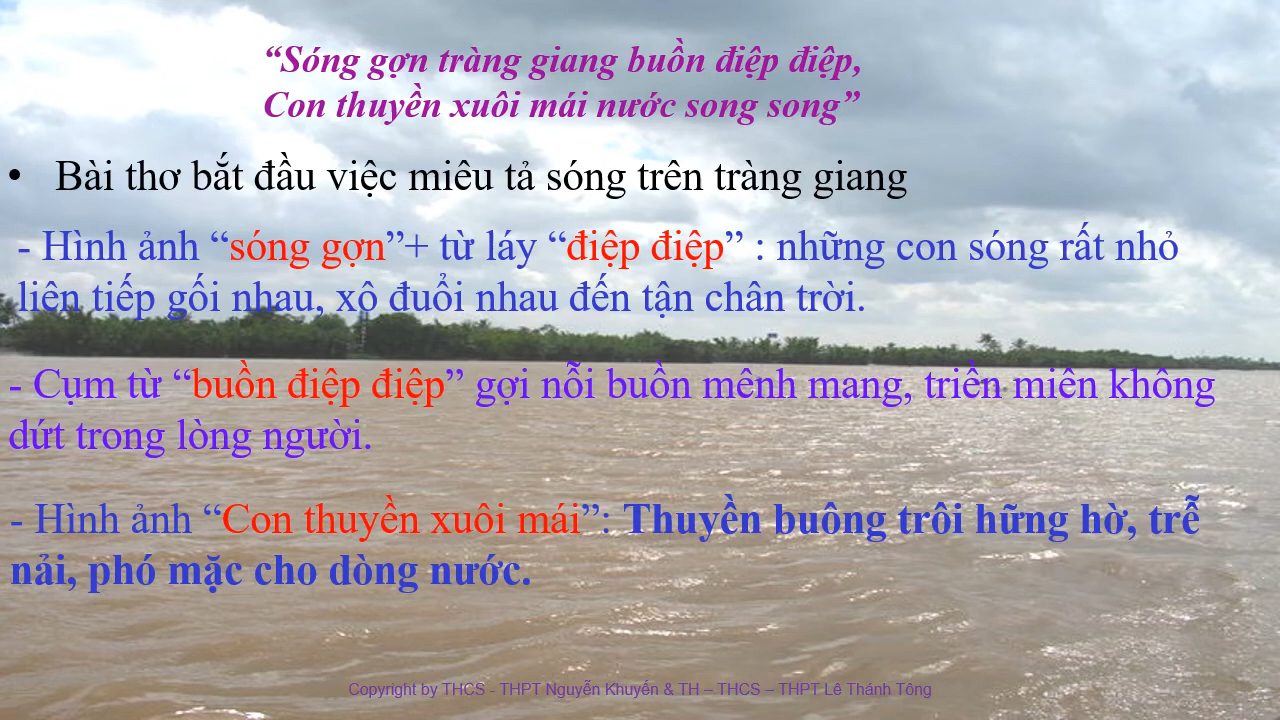 “Sóng gợn tràng giang buồn điệp điệp,
Con thuyền xuôi mái nước song song”
• Bài thơ bắt đầu việc miêu tả sóng trên tràng giang
- Hình ảnh “sóng gợn”+ từ láy “điệp điệp” : những con sóng rất nhỏ
liên tiếp gối nhau, xô đuổi nhau đến tận chân trời.
- Cụm từ “buồn điệp điệp” gợi nỗi buồn mênh mang, triền miên không
dứt trong lòng người.
- Hình ảnh “Con thuyền xuôi mái”: Thuyền buông trôi hững hờ, trễ
nải, phó mặc cho dòng nước.
Copyright by THCS - THPT Nguyễn Khuyến & TH – THCS – THPT Lê Thánh Tông